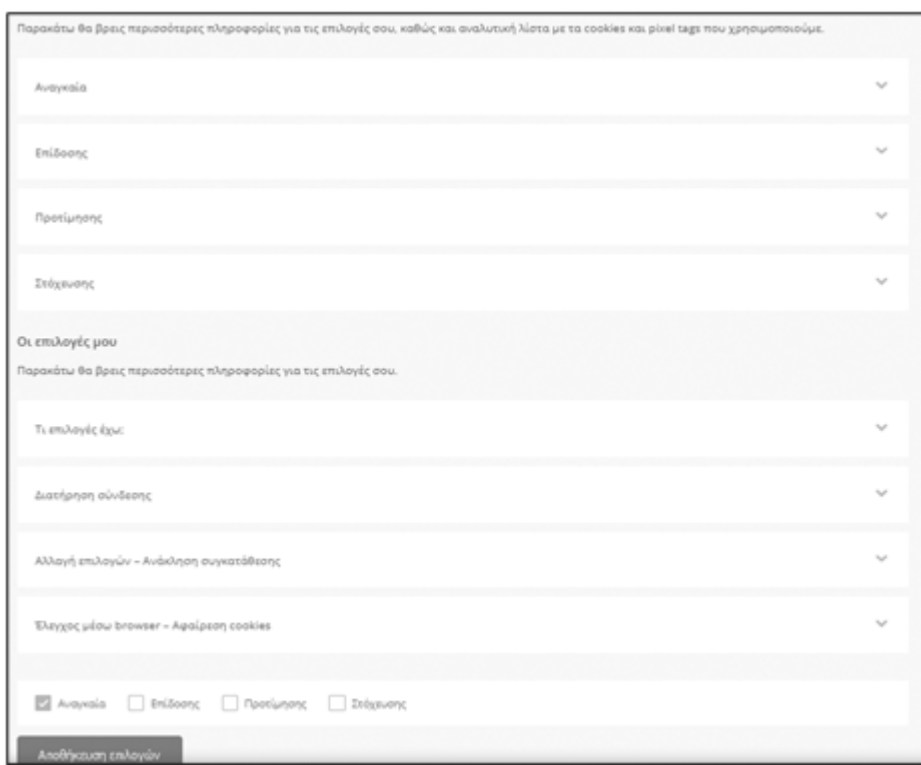 Παρακάτω θα βρεις περισσότερες πληροφορίες για τις επιλογές σου, καθώς και αναλυτική λίστα με τα cookies και pixel tags που χρησιμοποιούμε.
Αναγκαία
Επίδοσης
Προτίμησης
Στόχευσης
Οι επιλογές μου
Παρακάτω θα βρεις περισσότερες πληροφορίες για τις επιλογές σου.
Τι επιλογές έχω:
Διατήρηση σύνδεσης
Αλλαγή επιλογών – Ανάκληση συγκατάθεσης
Έλεγχος μέσω browser – Αφαίρεση cookies
Αναγκαία Επίδοσης Προτίμησης Στόχευσης
Αποθήκευση επιλογών